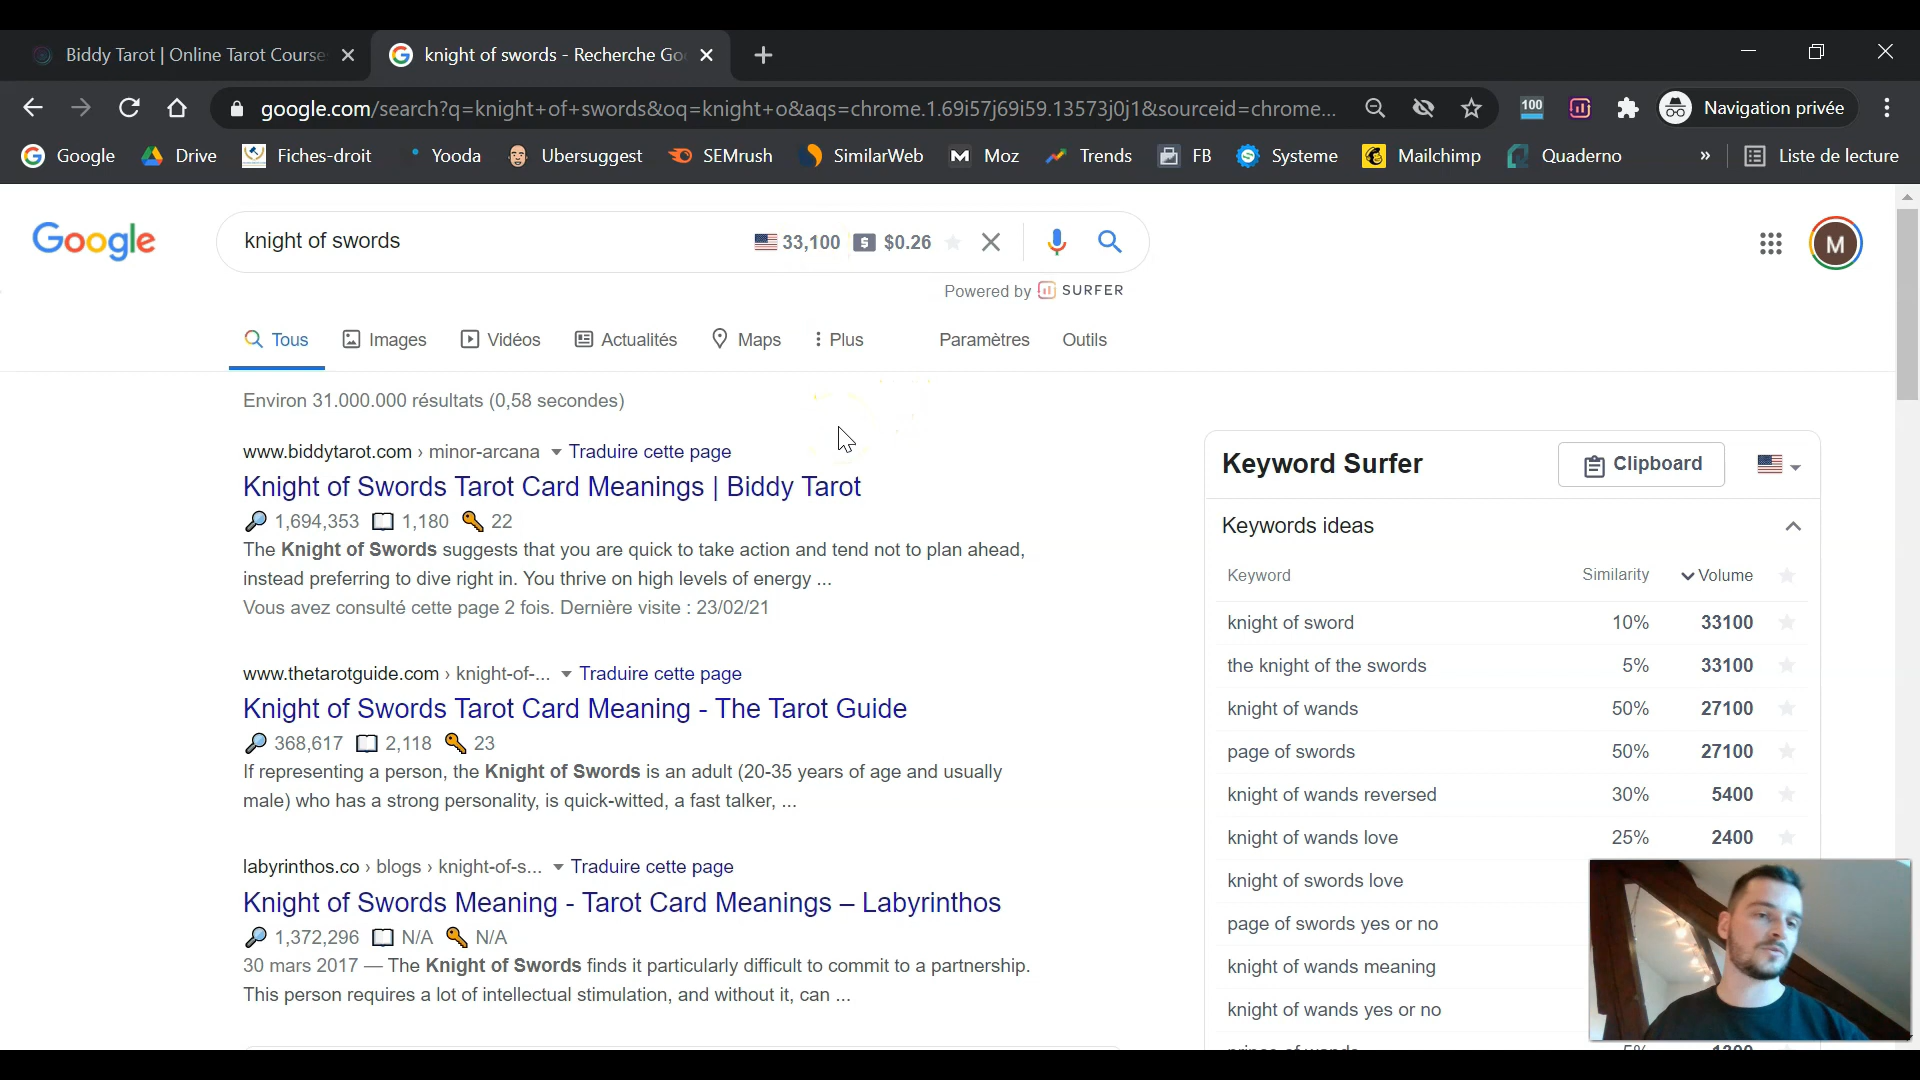 Biddy Tarot | Online Tarot Course
knight of swords - Recherche Go
google.com/search?q=knight+of+swords&oq=knight+o&aqs=chrome.1.69i57j69i59.13573j0j1&sourceid=chrome...
100
Navigation privée
Google
Drive
Fiches-droit
Yooda
Ubersuggest
SEMrush
SimilarWeb
Moz
Trends
FB
Systeme
Mailchimp
Quaderno
»
Liste de lecture
Google
knight of swords
33,100
$
$0.26
M
Powered by SURFER
Tous
Images
Vidéos
Actualités
Maps
Plus
Paramètres
Outils
Environ 31.000.000 résultats (0,58 secondes)
www.biddytarot.com › minor-arcana Traduire cette page
Knight of Swords Tarot Card Meanings | Biddy Tarot
1,694,353 1,180 22
The Knight of Swords suggests that you are quick to take action and tend not to plan ahead,
instead preferring to dive right in. You thrive on high levels of energy ...
Vous avez consulté cette page 2 fois. Dernière visite : 23/02/21
www.thetarotguide.com › knight-of-... Traduire cette page
Knight of Swords Tarot Card Meaning - The Tarot Guide
368,617 2,118 23
If representing a person, the Knight of Swords is an adult (20-35 years of age and usually
male) who has a strong personality, is quick-witted, a fast talker, ...
labyrinthos.co › blogs › knight-of-s... Traduire cette page
Knight of Swords Meaning - Tarot Card Meanings – Labyrinthos
1,372,296 N/A N/A
30 mars 2017 — The Knight of Swords finds it particularly difficult to commit to a partnership.
This person requires a lot of intellectual stimulation, and without it, can ...
Keyword Surfer
Clipboard
Keywords ideas
Keyword Similarity Volume
knight of sword 10% 33100
the knight of the swords 5% 33100
knight of wands 50% 27100
page of swords 50% 27100
knight of wands reversed 30% 5400
knight of wands love 25% 2400
knight of swords love
page of swords yes or no
knight of wands meaning
knight of wands yes or no